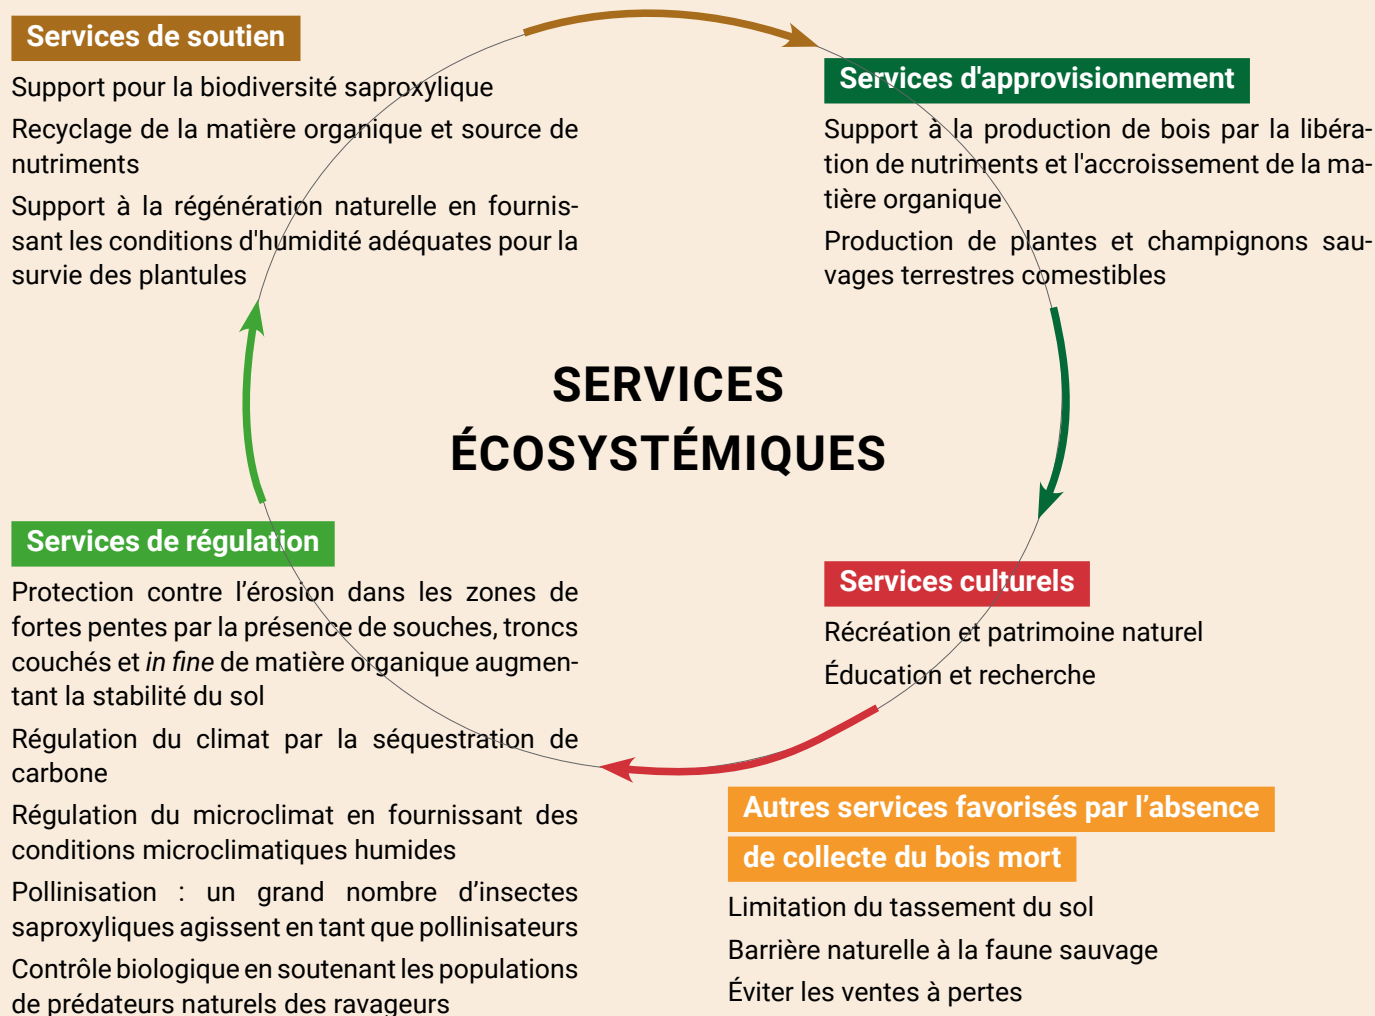 Services de soutien
Support pour la biodiversité saproxylique
Recyclage de la matière organique et source de
nutriments
Support à la régénération naturelle en fournis-
sant les conditions d'humidité adéquates pour la
survie des plantules
Services d'approvisionnement
Support à la production de bois par la libéra-
tion de nutriments et l'accroissement de la ma-
tière organique
Production de plantes et champignons sau-
vages terrestres comestibles
SERVICES
ÉCOSYSTÉMIQUES
Services de régulation
Protection contre l’érosion dans les zones de
fortes pentes par la présence de souches, troncs
couchés et in fine de matière organique augmen-
tant la stabilité du sol
Régulation du climat par la séquestration de
carbone
Régulation du microclimat en fournissant des
conditions microclimatiques humides
Pollinisation : un grand nombre d’insectes
saproxyliques agissent en tant que pollinisateurs
Contrôle biologique en soutenant les populations
de prédateurs naturels des ravageurs
Services culturels
Récréation et patrimoine naturel
Éducation et recherche
Autres services favorisés par l’absence
de collecte du bois mort
Limitation du tassement du sol
Barrière naturelle à la faune sauvage
Éviter les ventes à pertes